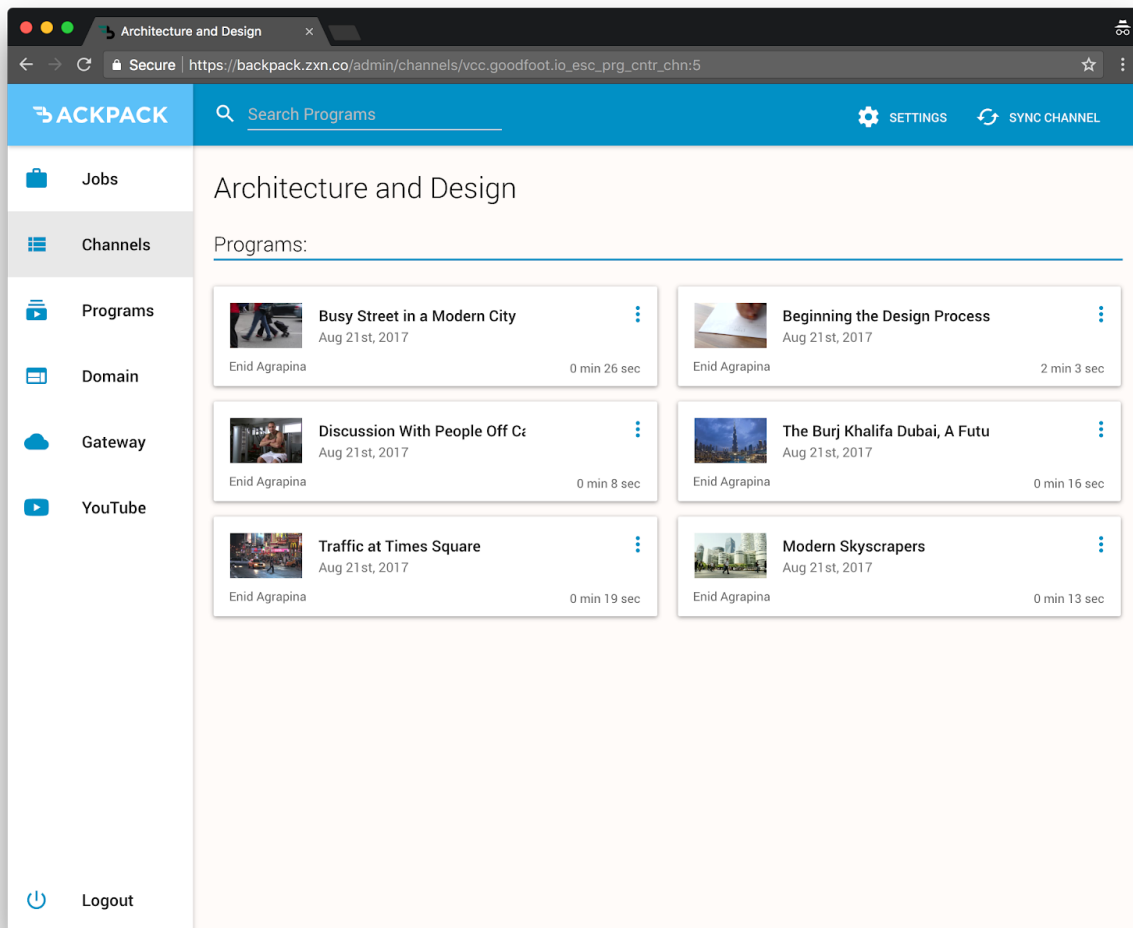 Architecture and Design
Secure https://backpack.zxn.co/admin/channels/vcc.goodfoot.io_esc_prg_cntr_chn:5
BACKPACK
Search Programs
SETTINGS
SYNC CHANNEL
Jobs
Channels
Programs
Domain
Gateway
YouTube
Logout
Architecture and Design
Programs:
Busy Street in a Modern City
Aug 21st, 2017
Enid Agrapina
0 min 26 sec
Beginning the Design Process
Aug 21st, 2017
Enid Agrapina
2 min 3 sec
Discussion With People Off
Aug 21st, 2017
Enid Agrapina
0 min 8 sec
The Burj Khalifa Dubai, A Futu
Aug 21st, 2017
Enid Agrapina
0 min 16 sec
Traffic at Times Square
Aug 21st, 2017
Enid Agrapina
0 min 19 sec
Modern Skyscrapers
Aug 21st, 2017
Enid Agrapina
0 min 13 sec